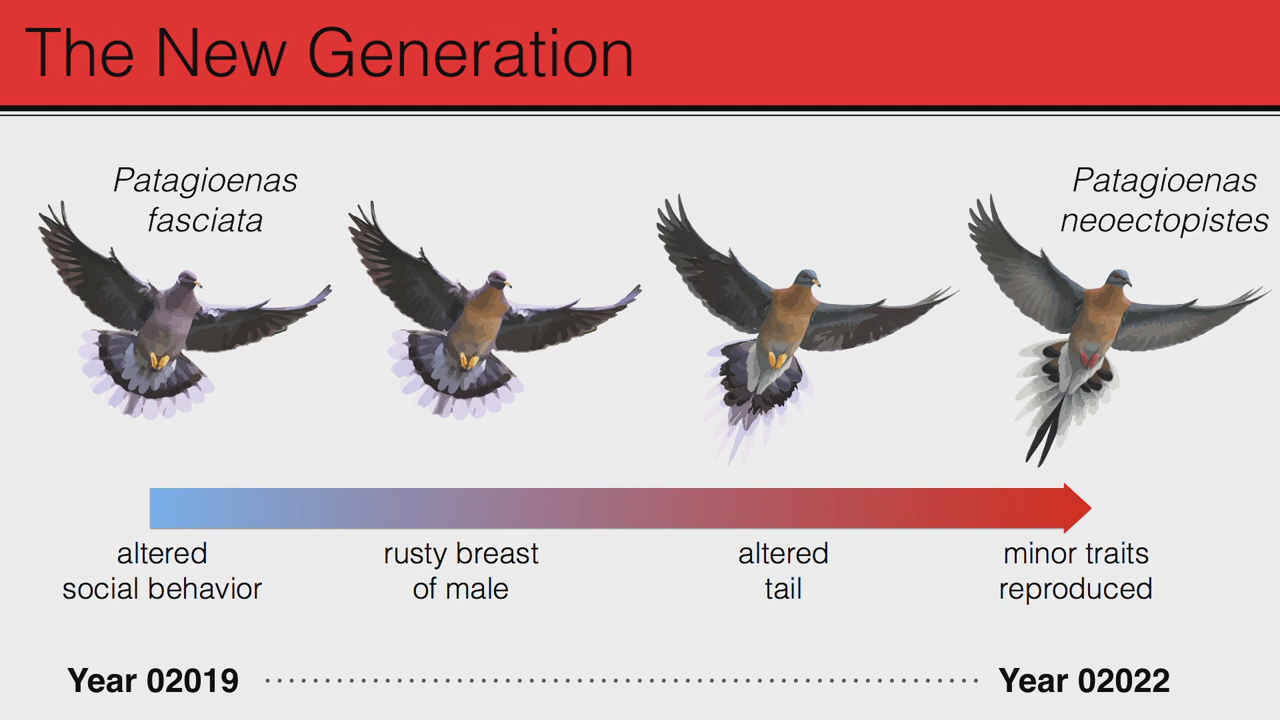 The New Generation
Patagioenas
fasciata
Patagioenas
neoectopistes
altered
social behavior
rusty breast
of male
altered
tail
minor traits
reproduced
Year 02019
Year 02022